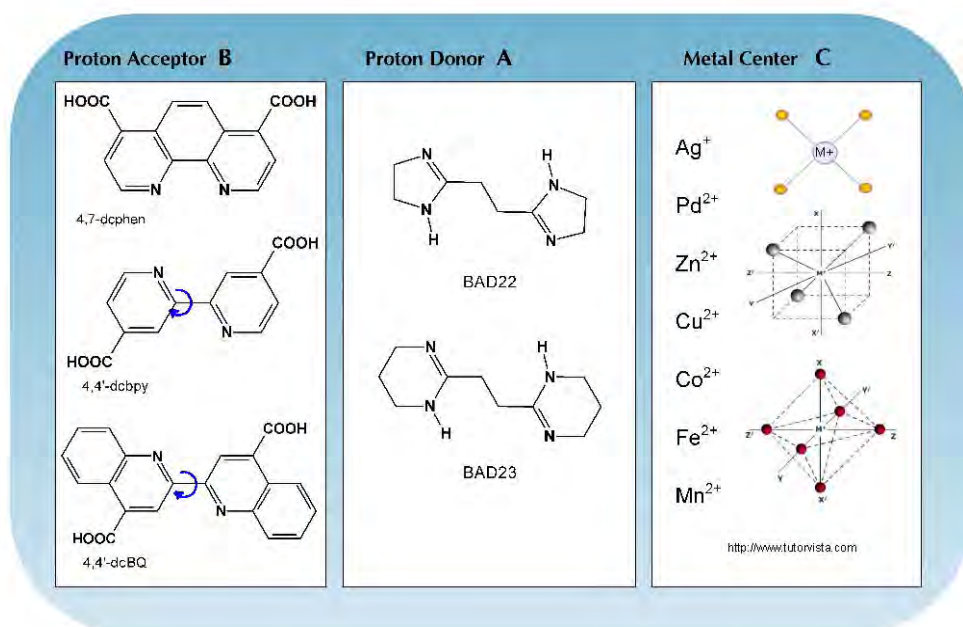 Proton Acceptor B
HOOC
COOH
N
N
4,7-dcphen
COOH
N
N
HOOC
4,4'-dcbpy
COOH
N
N
HOOC
4,4'-dcBQ
Proton Donor A
N
H
N
N
H
N
BAD22
N
H
N
N
H
N
BAD23
Metal Center C
Ag+
M+
Pd2+
X
Y'
Zn2+
Z'
M+
Z
Y
Cu2+
X'
Co2+
X
Y'
Z'
M+
Z
Fe2+
Y
Mn2+
X'
http://www.tutorvista.com